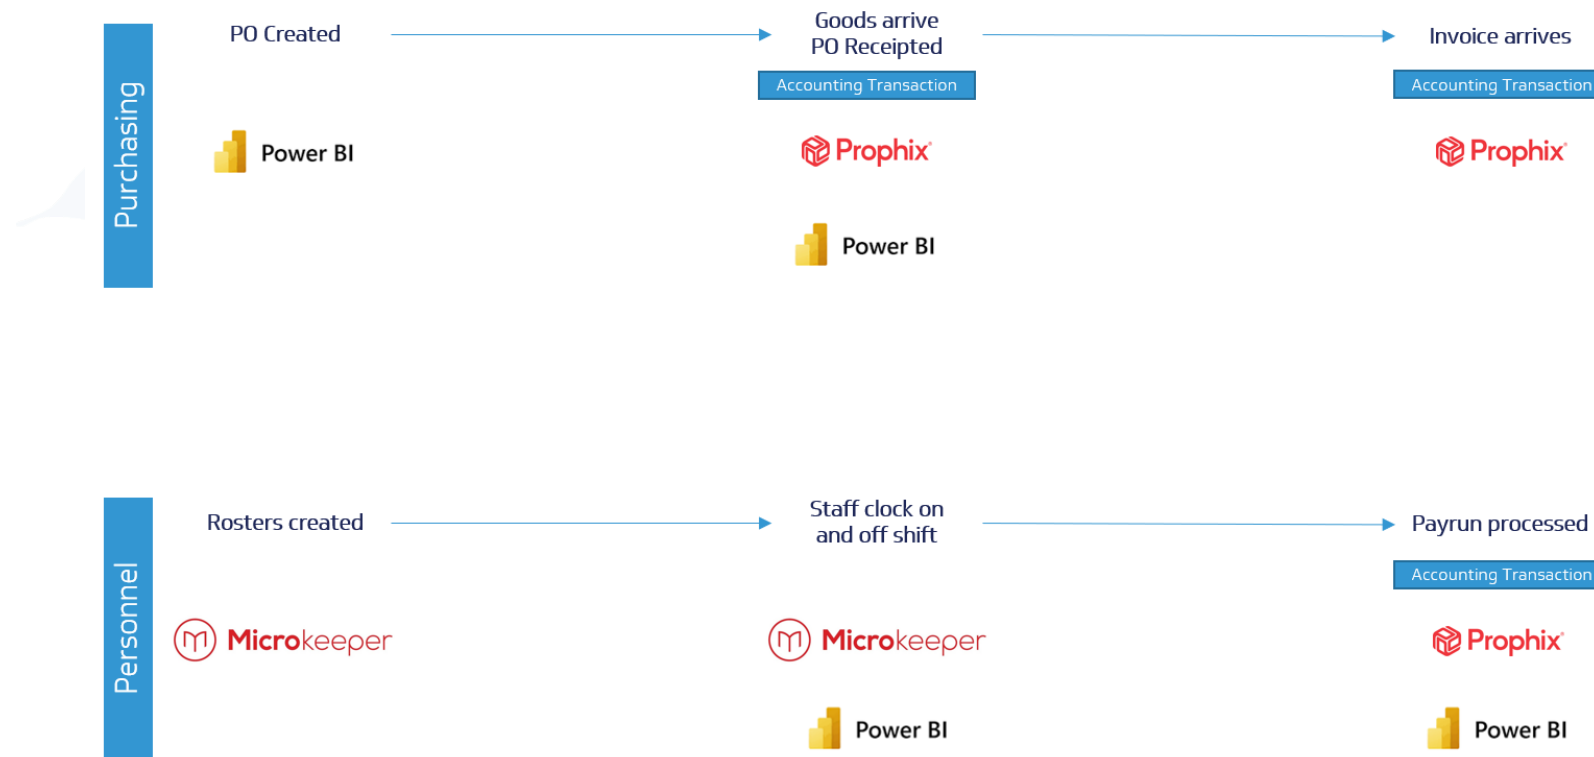 Purchasing
PO Created
Goods arrive
PO Receipted
Invoice arrives
Accounting Transaction
Accounting Transaction
Power BI
Prophix
Prophix
Power BI
Personnel
Rosters created
Staff clock on
and off shift
Payrun processed
Accounting Transaction
Microkeeper
Microkeeper
Prophix
Power BI
Power BI